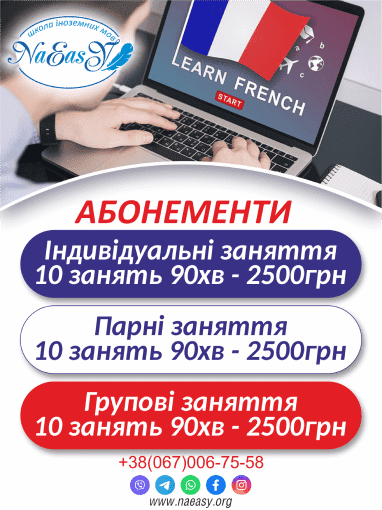 школа іноземних мов
NaEasy
LEARN FRENCH
START
АБОНЕМЕНТИ
Індивідуальні заняття
10 занять 90хв - 2500грн
Парні заняття
10 занять 90хв - 2500грн
Групові заняття
10 занять 90хв - 2500грн
+38(067)006-75-58
www.naeasy.org